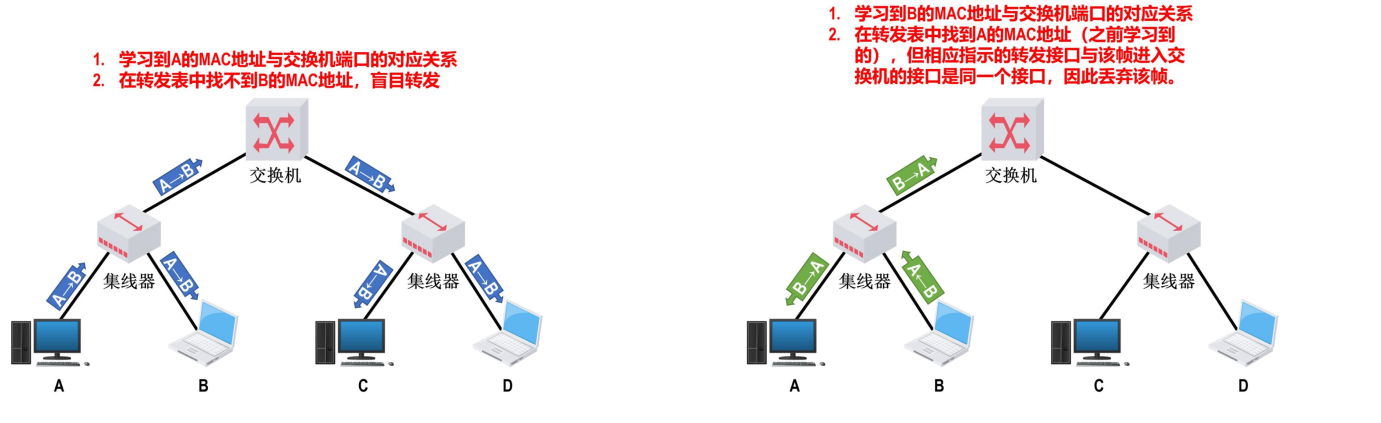 1. 学习到A的MAC地址与交换机端口的对应关系
2. 在转发表中找不到B的MAC地址，盲目转发
A→B
A→B
交换机
A→B
A→B
A→B
A→B
集线器
集线器
A
B
C
D
1. 学习到B的MAC地址与交换机端口的对应关系
2. 在转发表中找到A的MAC地址（之前学习到
的），但相应指示的转发接口与该帧进入交
换机的接口是同一个接口，因此丢弃该帧。
B→A
交换机
B→A
A←B
集线器
集线器
A
B
C
D